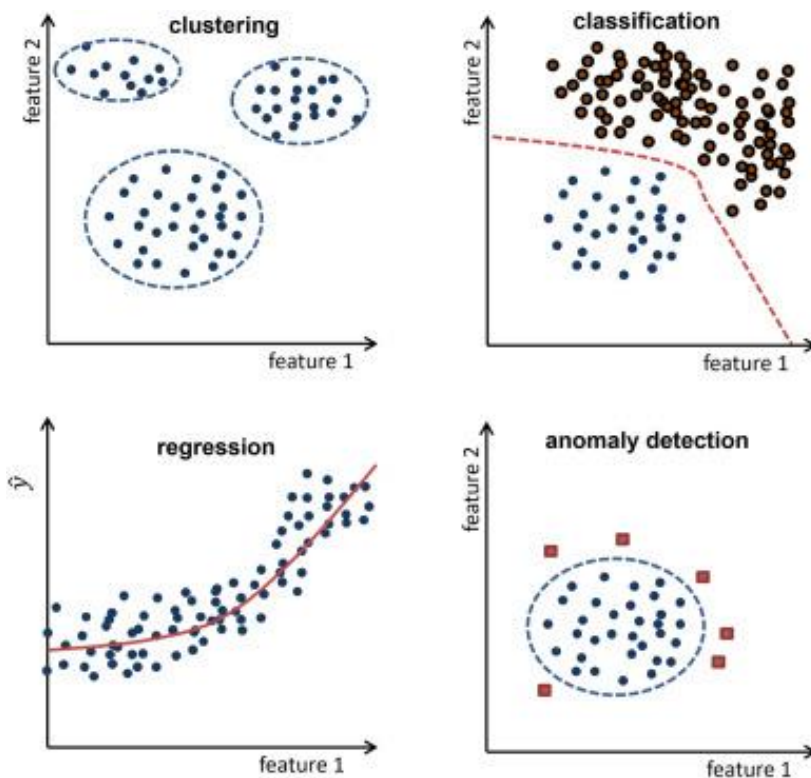 clustering
feature 2
feature 1
classification
feature 2
feature 1
regression
ŷ
feature 1
anomaly detection
feature 2
feature 1